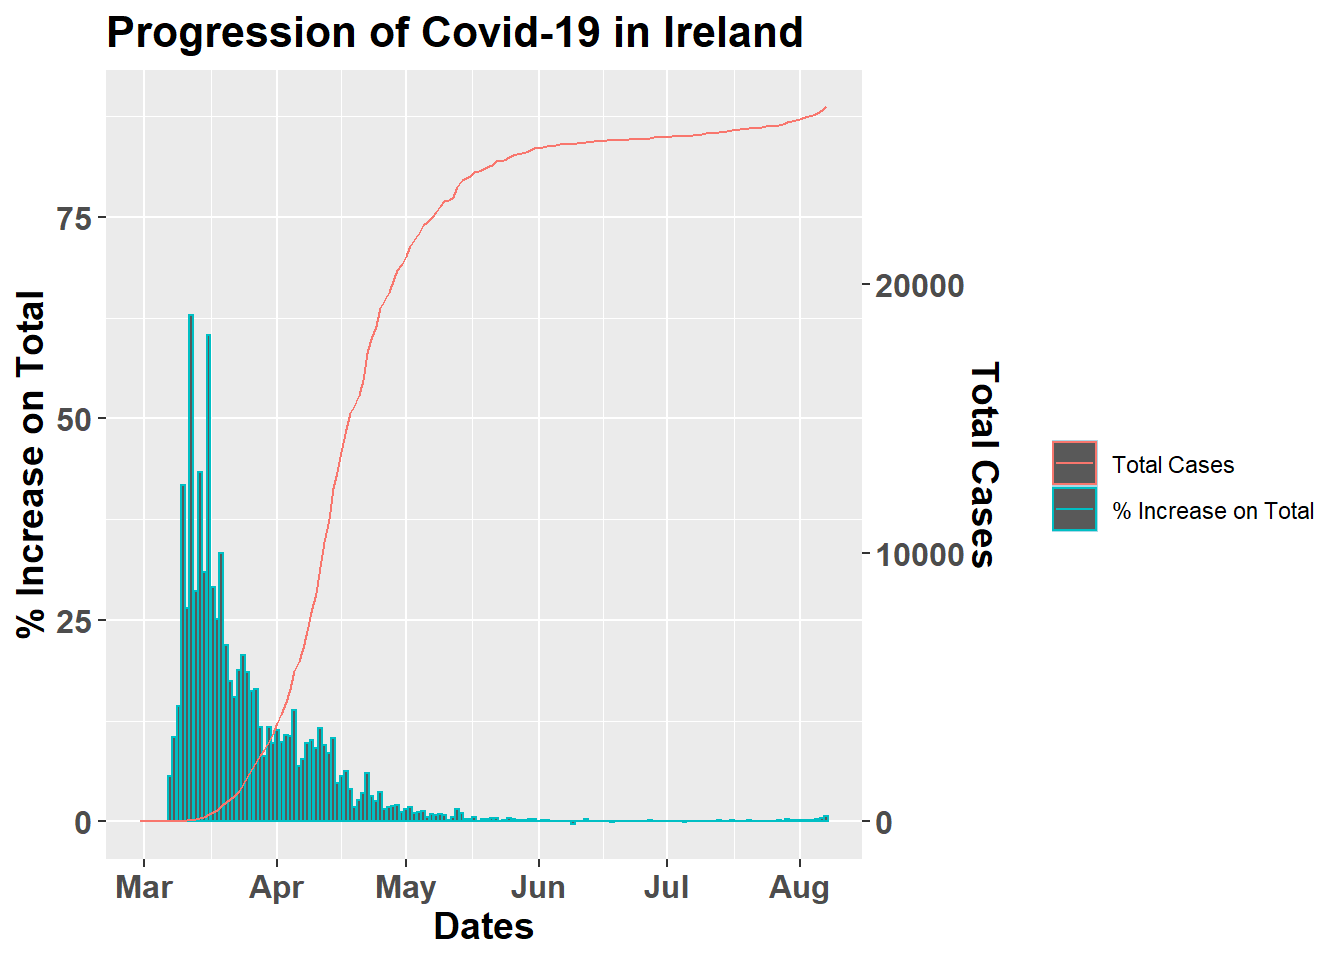 Progression of Covid-19 in Ireland
% Increase on Total
75
50
25
0
20000
10000
0
Total Cases
Mar Apr May Jun Jul Aug
Dates
Total Cases
% Increase on Total